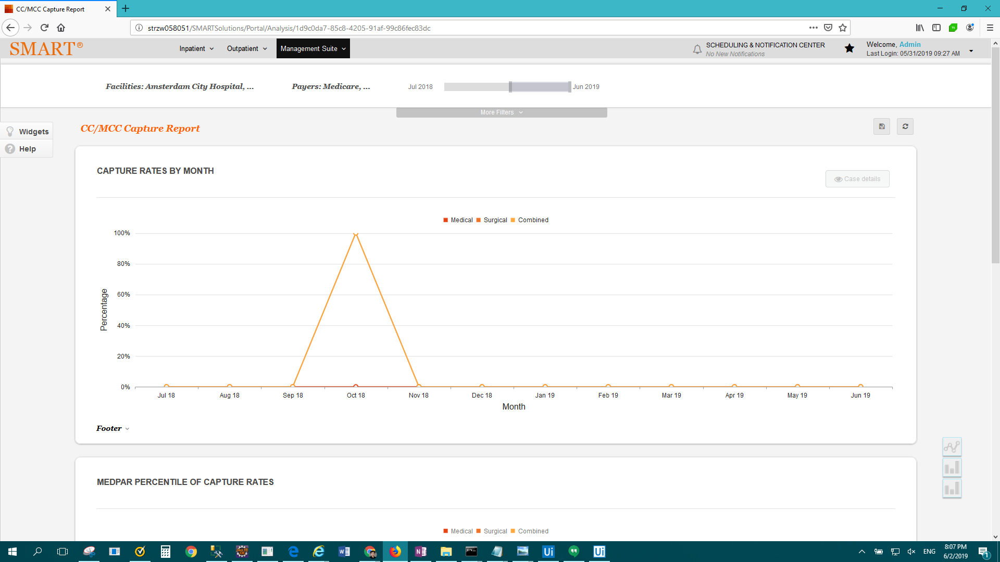 CC/MCC Capture Report
strzw058051/SMARTSolutions/Portal/Analysis/1d9c0da7-85c8-4205-91af-99c86fec83dc
SMART®
Inpatient
Outpatient
Management Suite
SCHEDULING & NOTIFICATION CENTER
No New Notifications
Welcome, Admin
Last Login: 05/31/2019 09:27 AM
Facilities: Amsterdam City Hospital, ...
Payers: Medicare, ...
Jul 2018
Jun 2019
More Filters
Widgets
Help
CC/MCC Capture Report
CAPTURE RATES BY MONTH
Case details
Medical Surgical Combined
100%
80%
60%
40%
20%
0%
Percentage
Jul 18 Aug 18 Sep 18 Oct 18 Nov 18 Dec 18 Jan 19 Feb 19 Mar 19 Apr 19 May 19 Jun 19
Month
Footer
MEDPAR PERCENTILE OF CAPTURE RATES
Medical Surgical Combined
ENG
8:07 PM
6/2/2019
1